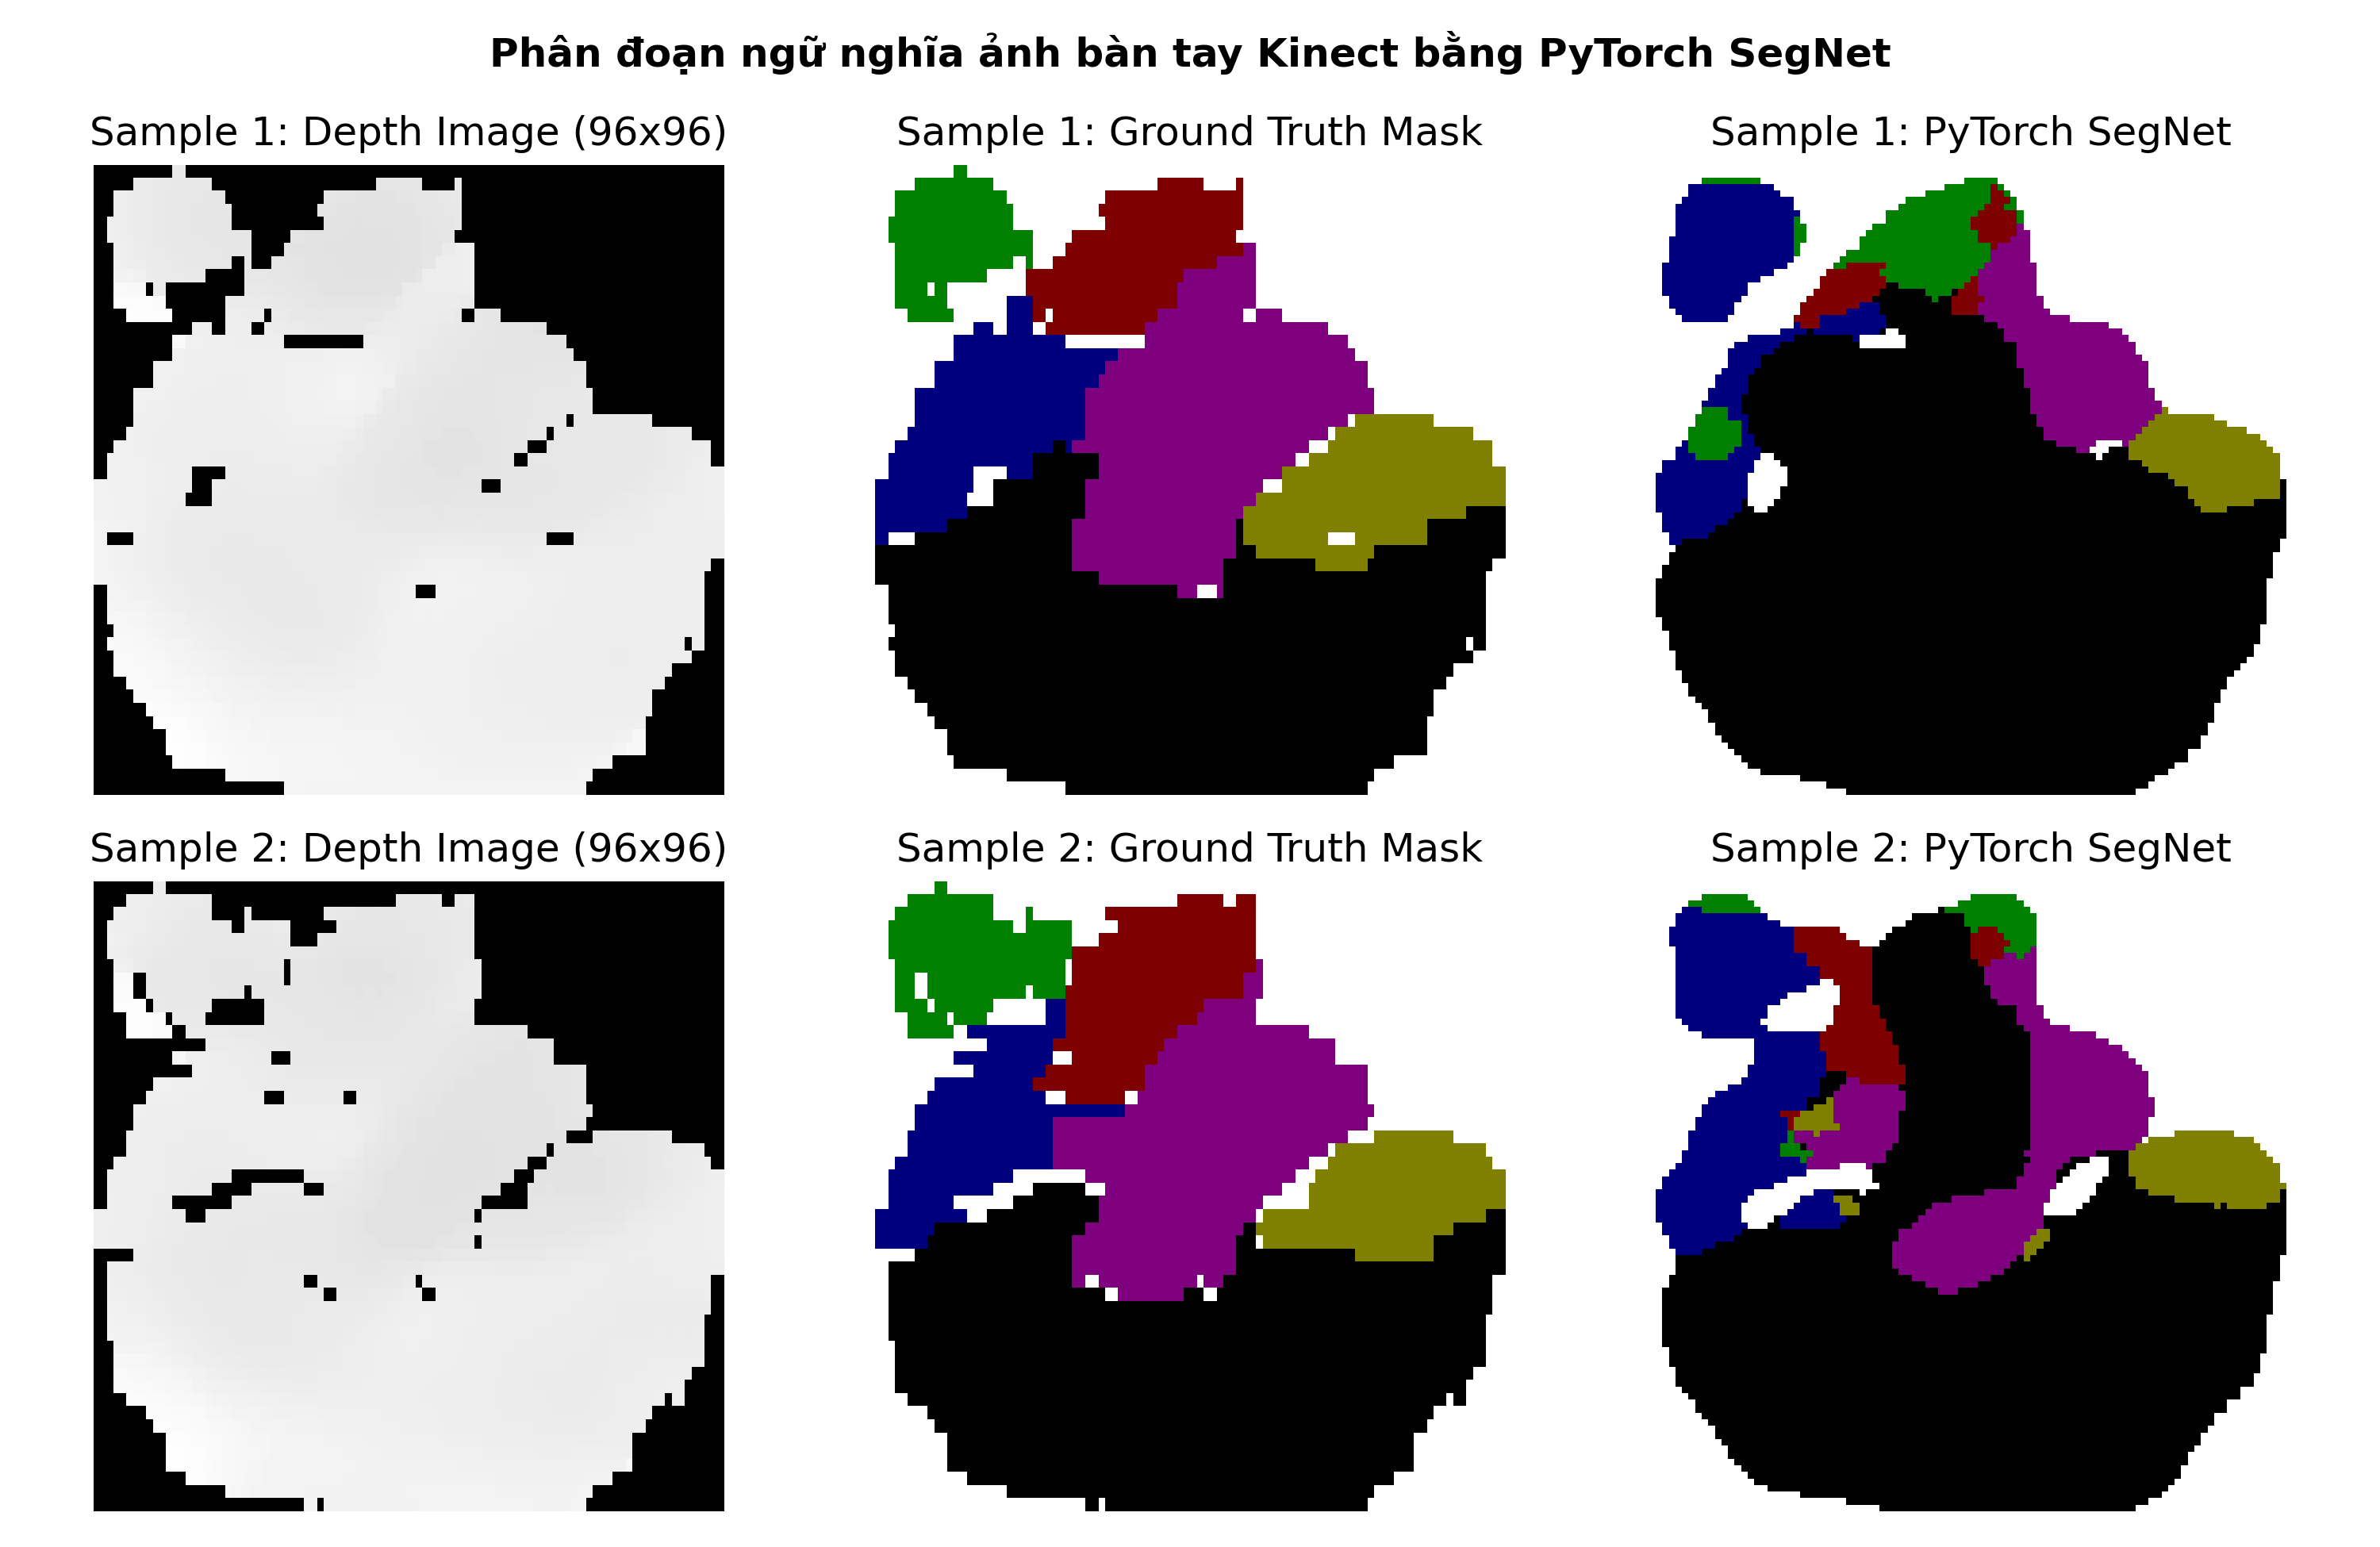 Phân đoạn ngữ nghĩa ảnh bàn tay Kinect bằng PyTorch SegNet
Sample 1: Depth Image (96x96)
Sample 1: Ground Truth Mask
Sample 1: PyTorch SegNet
Sample 2: Depth Image (96x96)
Sample 2: Ground Truth Mask
Sample 2: PyTorch SegNet